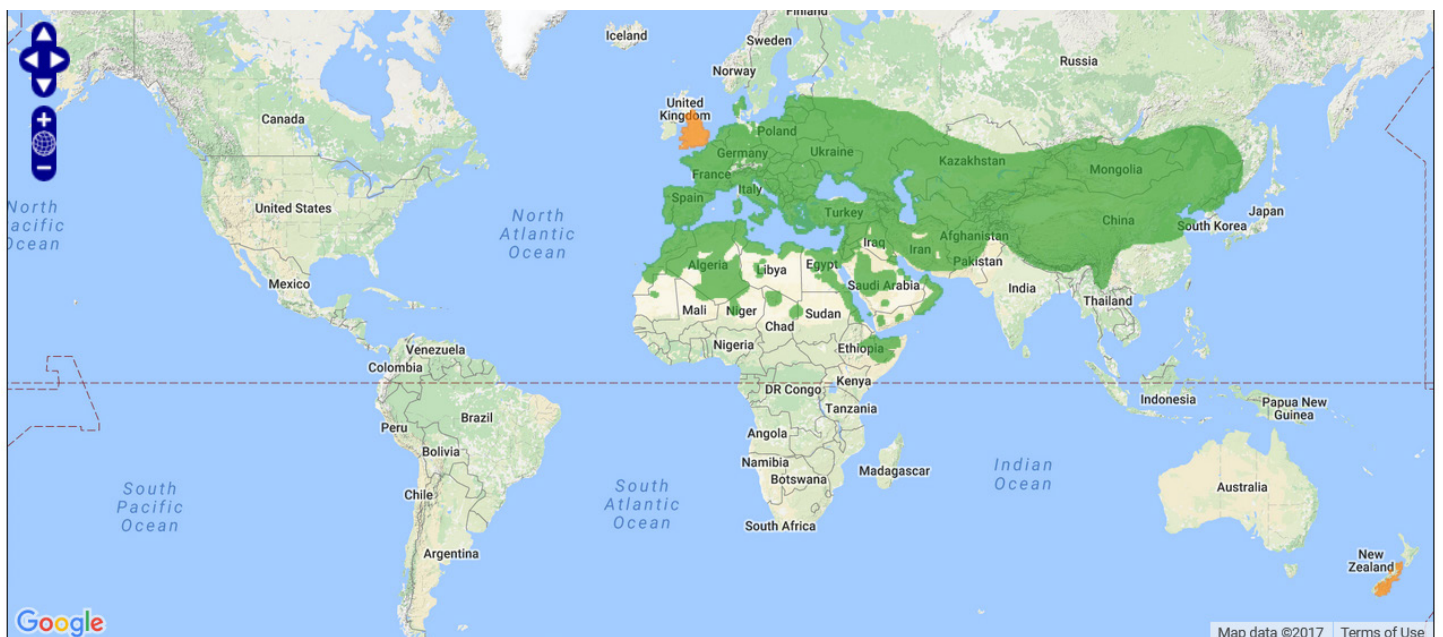 Finland
Iceland
Sweden
Russia
Norway
United
Kingdom
Canada
Poland
Germany
Ukraine
Kazakhstan
Mongolia
France
Italy
Spain
United States
Turkey
China
Japan
South Korea
North
Pacific
Ocean
North
Atlantic
Ocean
Afghanistan
Iraq
Iran
Pakistan
Algeria
Libya
Egypt
Saudi Arabia
India
Mexico
Mali
Niger
Sudan
Chad
Thailand
Nigeria
Ethiopia
Venezuela
Colombia
DR Congo
Kenya
Indonesia
Papua New
Guinea
Tanzania
Brazil
Peru
Angola
Bolivia
Namibia
Botswana
Madagascar
Indian
Ocean
South
Pacific
Ocean
South
Atlantic
Ocean
Chile
Australia
South Africa
Argentina
New
Zealand
Google
Map data ©2017
Terms of Use